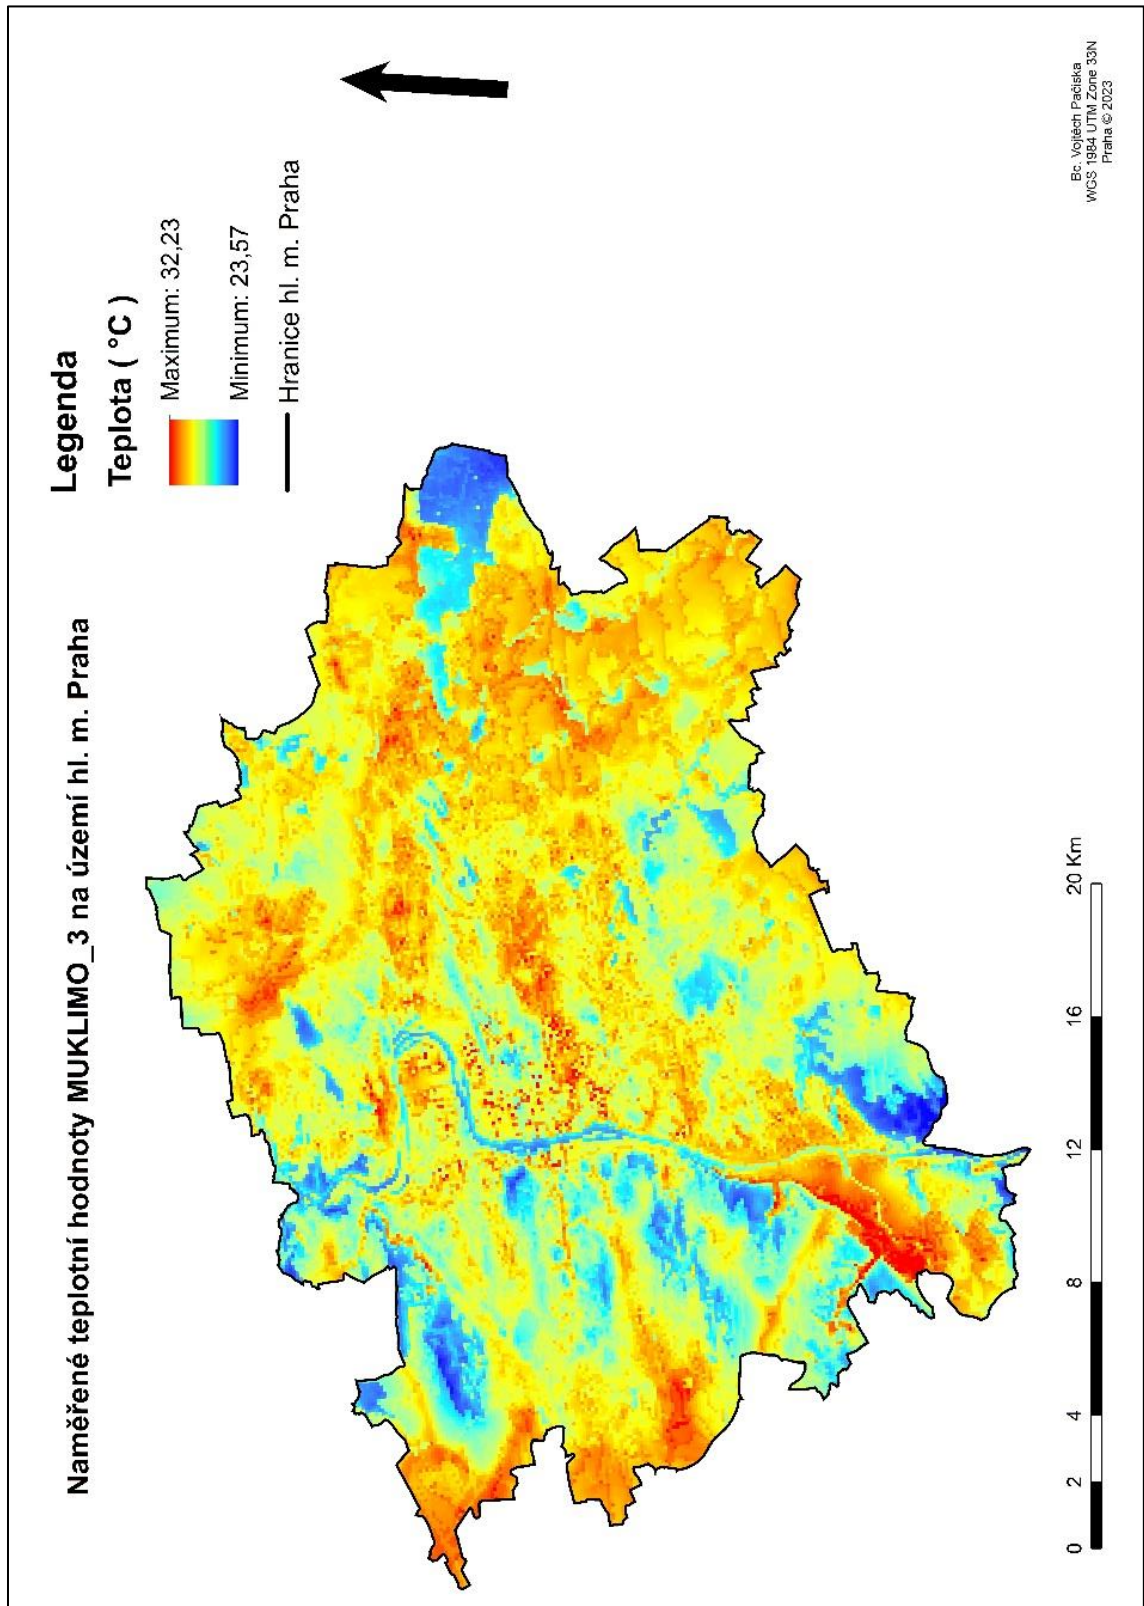 Naměřené teplotní hodnoty MUKLIMO_3 na území hl. m. Praha
Legenda
Teplota ( °C )
Maximum: 32,23
Minimum: 23,57
Hranice hl. m. Praha
0 2 4 8 12 16 20 Km
Bc. Vojtěch Pačiska
WGS 1984 UTM Zone 33N
Praha © 2023